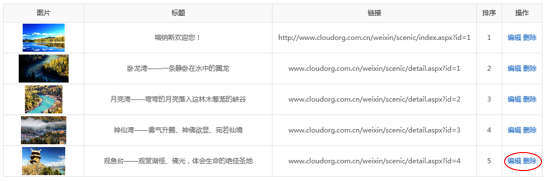 图片 标题 链接 排序 操作
喀纳斯欢迎您！ http://www.cloudorg.com.cn/weixin/scenic/index.aspx?id=1 1 编辑 删除
卧龙湾——一条静卧在水中的翼龙 www.cloudorg.com.cn/weixin/scenic/detail.aspx?id=1 2 编辑 删除
月亮湾——弯弯的月亮落入这林木葱茏的峡谷 www.cloudorg.com.cn/weixin/scenic/detail.aspx?id=2 3 编辑 删除
神仙湾——雾气升腾、神佛欲显、宛若仙境 www.cloudorg.com.cn/weixin/scenic/detail.aspx?id=3 4 编辑 删除
观鱼台——观赏湖怪、佛光，体会生命的绝佳圣地 www.cloudorg.com.cn/weixin/scenic/detail.aspx?id=4 5 编辑 删除